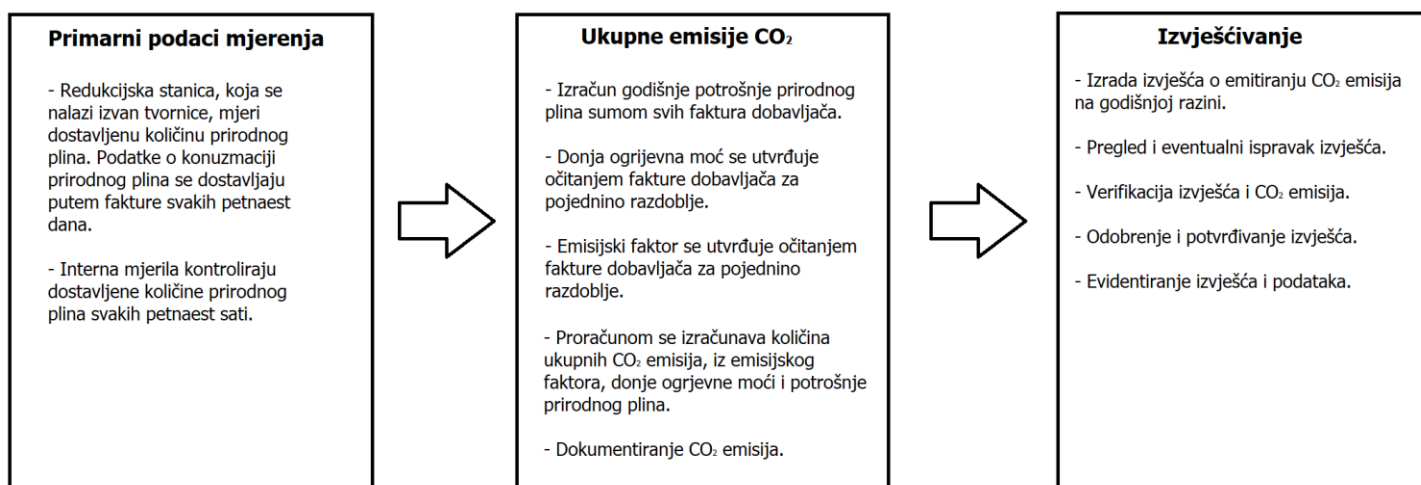 Primarni podaci mjerenja
- Redukcijska stanica, koja se
nalazi izvan tvornice, mjeri
dostavljenu količinu prirodnog
plina. Podatke o konuzmaciji
prirodnog plina se dostavljaju
putem fakture svakih petnaest
dana.
- Interna mjerila kontroliraju
dostavljene količine prirodnog
plina svakih petnaest sati.
Ukupne emisije CO₂
- Izračun godišnje potrošnje prirodnog
plina sumom svih faktura dobavljača.
- Donja ogrijevna moć se utvrđuje
očitanjem fakture dobavljača za
pojedino razdoblje.
- Emisijski faktor se utvrđuje očitanjem
fakture dobavljača za pojedino
razdoblje.
- Proračunom se izračunava količina
ukupnih CO₂ emisija, iz emisijskog
faktora, donje ogrjevne moći i potrošnje
prirodnog plina.
- Dokumentiranje CO₂ emisija.
Izvješćivanje
- Izrada izvješća o emitiranju CO₂ emisija
na godišnjoj razini.
- Pregled i eventualni ispravak izvješća.
- Verifikacija izvješća i CO₂ emisija.
- Odobrenje i potvrđivanje izvješća.
- Evidentiranje izvješća i podataka.